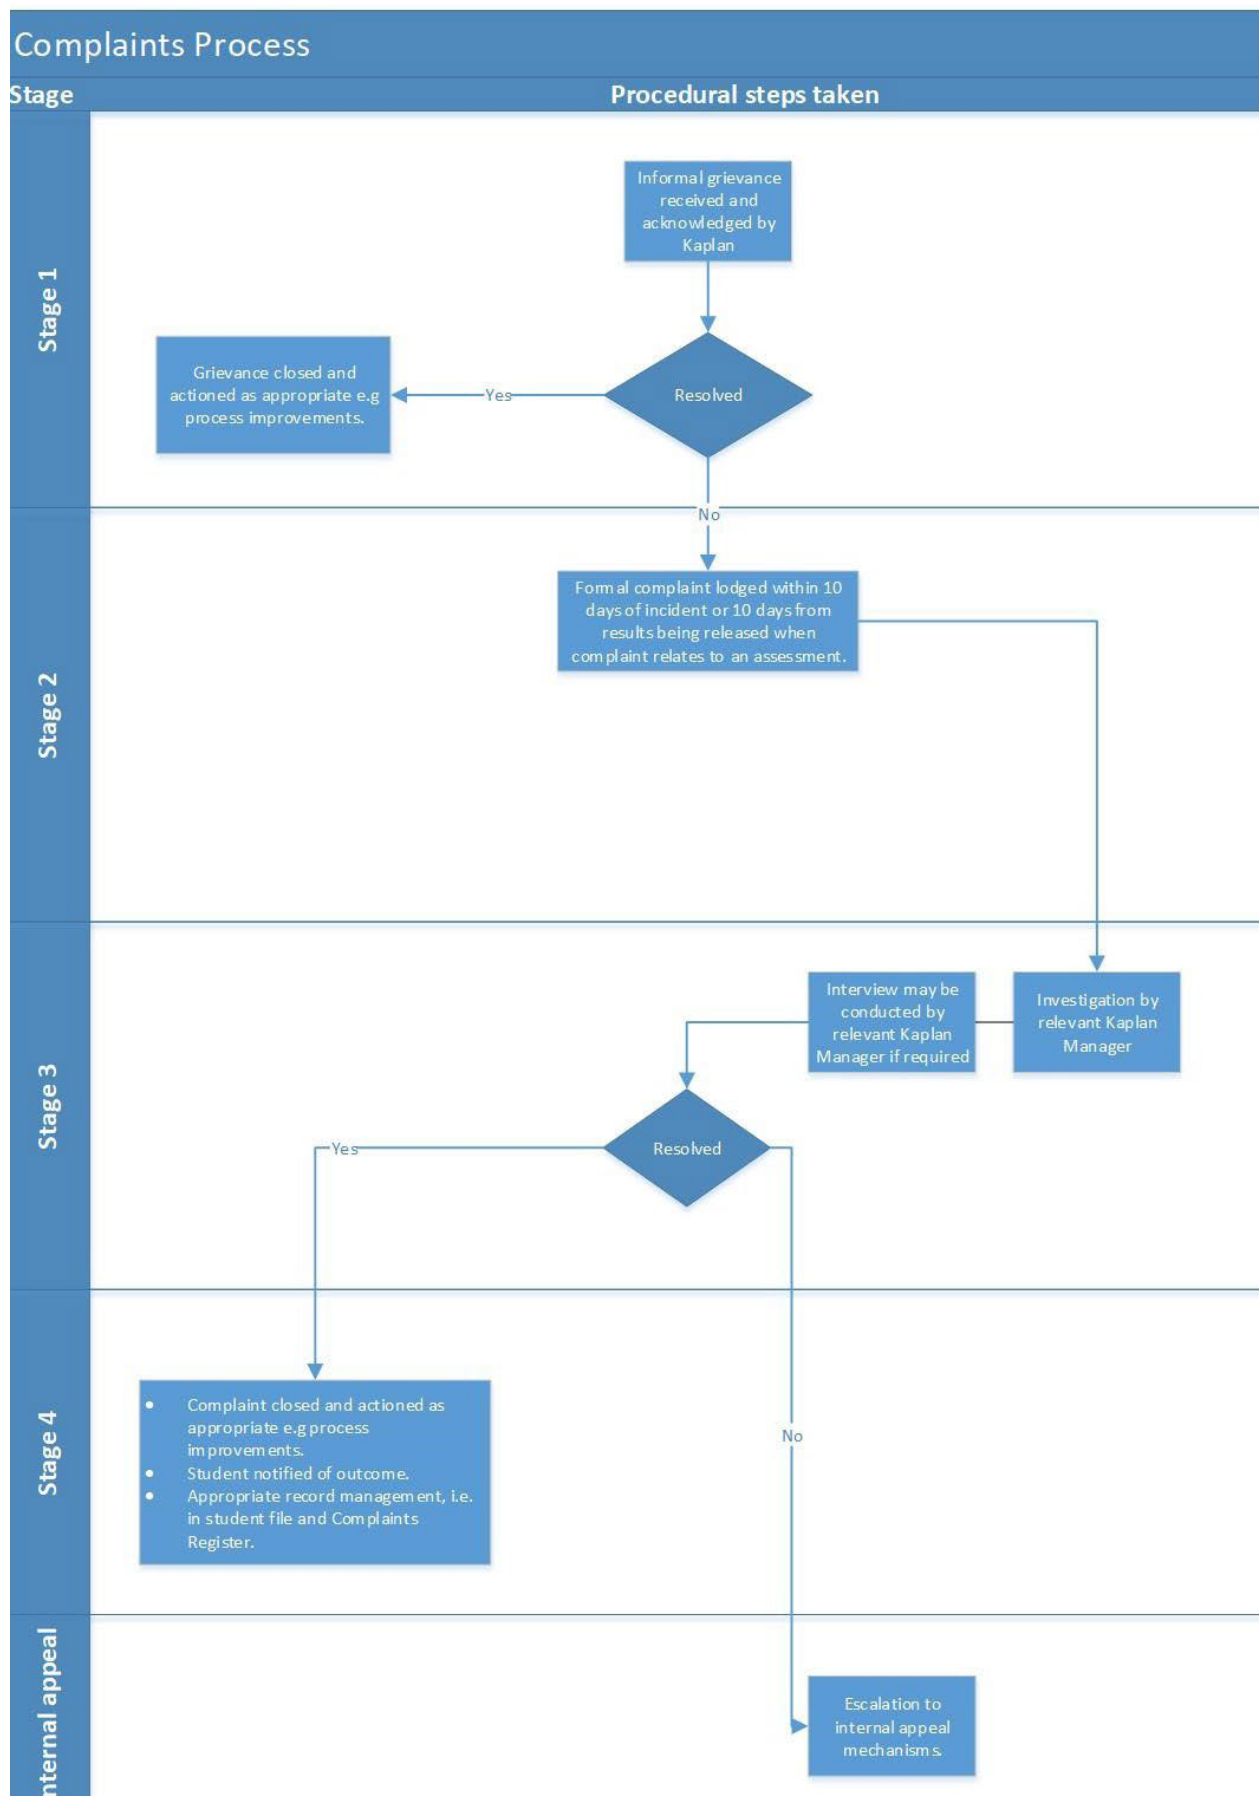 Complaints Process
Stage
Procedural steps taken
Stage 1
Informal grievance
received and
acknowledged by
Kaplan
Resolved
Yes
Grievance closed and
actioned as appropriate e.g
process improvements.
No
Stage 2
Formal complaint lodged within 10
days of incident or 10 days from
results being released when
complaint relates to an assessment.
Stage 3
Investigation by
relevant Kaplan
Manager
Interview may be
conducted by
relevant Kaplan
Manager if required
Resolved
Yes
No
Stage 4
• Complaint closed and actioned as
appropriate e.g process
improvements.
• Student notified of outcome.
• Appropriate record management, i.e.
in student file and Complaints
Register.
nternal appeal
Escalation to
internal appeal
mechanisms.